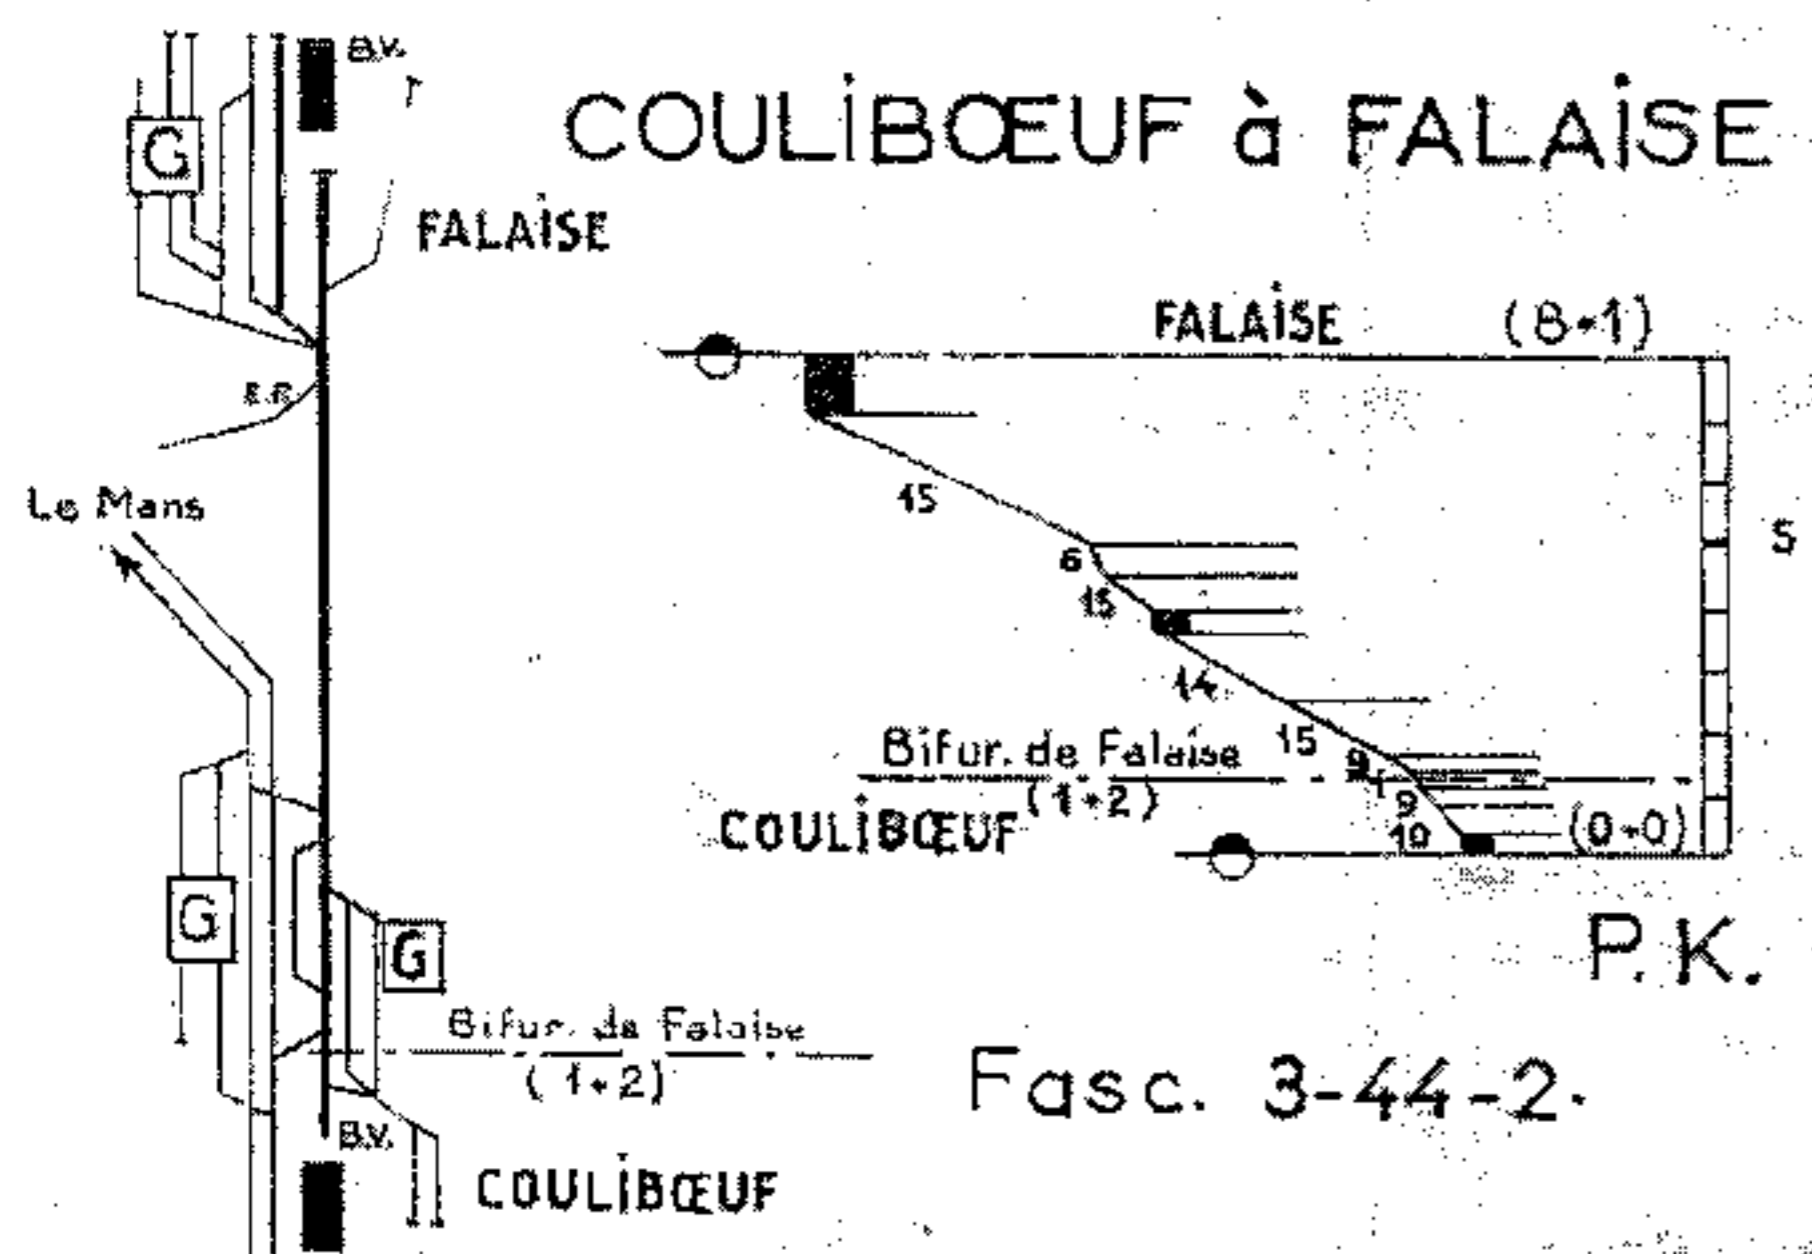 B.V.
COULIBŒUF à FALAISE
G
FALAISE
FALAISE (8+1)
E.P.
15
Le Mans
5
6
15
14
15
Bifur. de Falaise
9
1
(1+2)
9
COULIBŒUF
10
(0+0)
G
G
P.K.
Bifur. de Falaise
(1+2)
Fasc. 3-44-2.
B.V.
COULIBŒUF